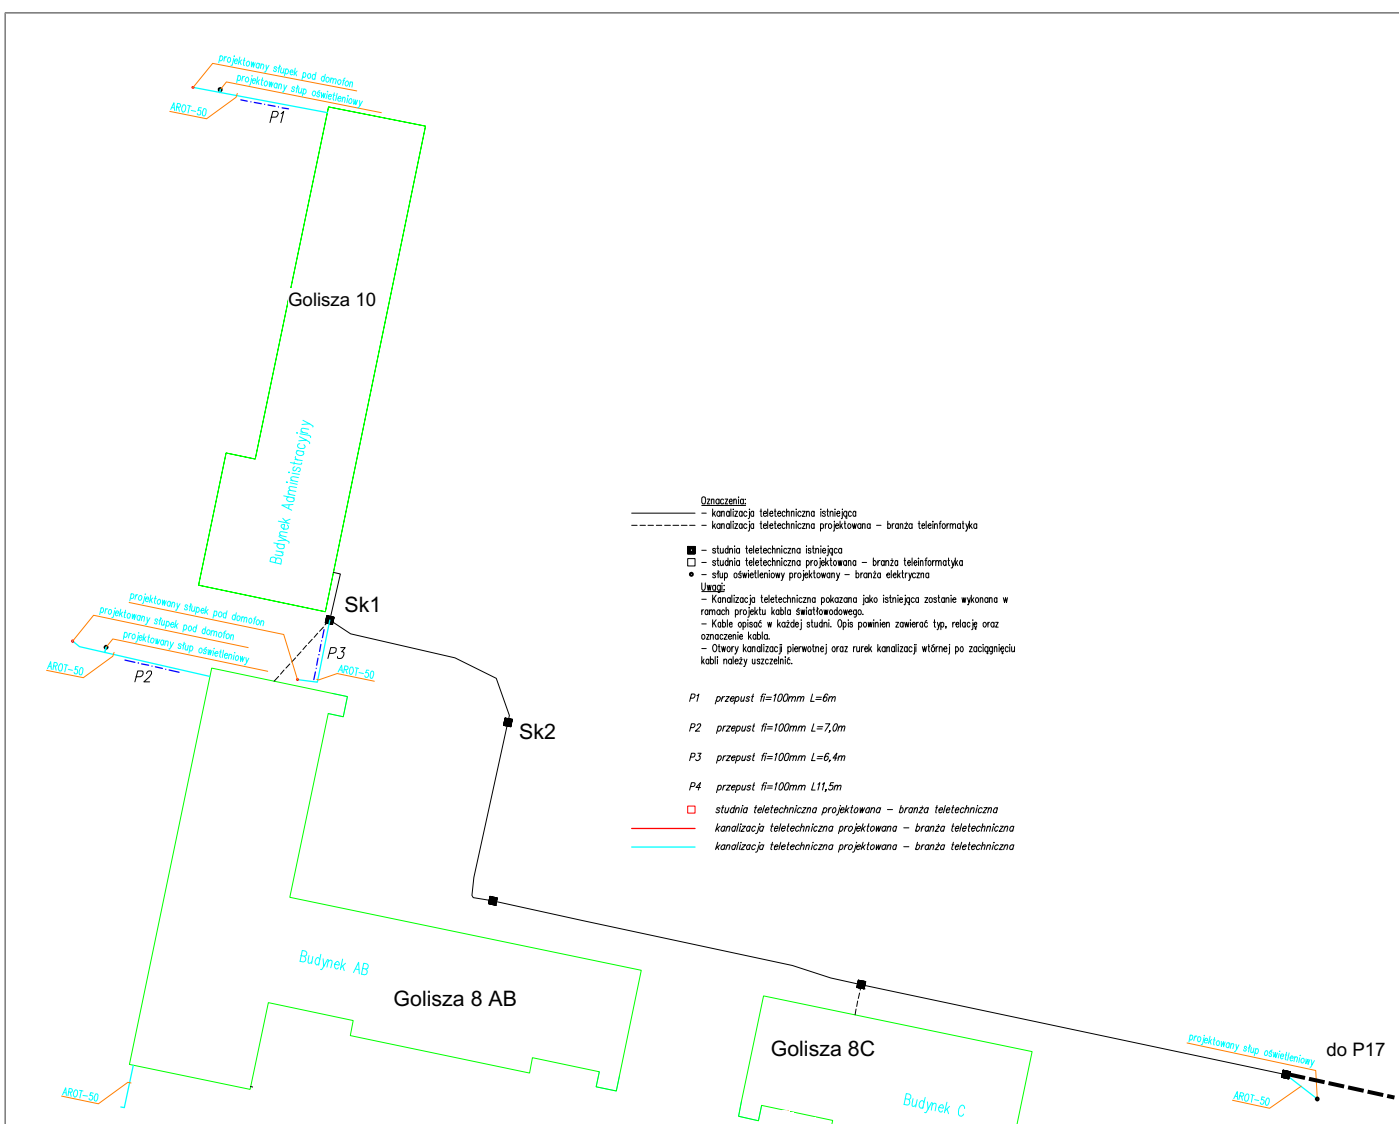 projektowany słupek pod domofon
projektowany słup oświetleniowy
AROT-50
P1
Golisza 10
Budynek Administracyjny
Oznaczenia:
– kanalizacja teletechniczna istniejąca
– kanalizacja teletechniczna projektowana – branża teleinformatyka
– studnia teletechniczna istniejąca
– studnia teletechniczna projektowana – branża teleinformatyka
– słup oświetleniowy projektowany – branża elektryczna
Uwagi:
– Kanalizacja teletechniczna pokazana jako istniejąca zostanie wykonana w
ramach projektu kabla światłowodowego.
– Kable opisać w każdej studni. Opis powinien zawierać typ, relację oraz
oznaczenie kabla.
– Otwory kanalizacji pierwotnej oraz rurek kanalizacji wtórnej po zaciągnięciu
kabli należy uszczelnić.
Sk1
projektowany słupek pod domofon
projektowany słupek pod domofon
projektowany słup oświetleniowy
AROT-50
P2
P3
AROT-50
Sk2
P1 przepust fi=100mm L=6m
P2 przepust fi=100mm L=7,0m
P3 przepust fi=100mm L=6,4m
P4 przepust fi=100mm L11,5m
studnia teletechniczna projektowana – branża teletechniczna
kanalizacja teletechniczna projektowana – branża teletechniczna
kanalizacja teletechniczna projektowana – branża teletechniczna
Budynek AB
Golisza 8 AB
Golisza 8C
Budynek C
projektowany słup oświetleniowy
do P17
AROT-50
AROT-50